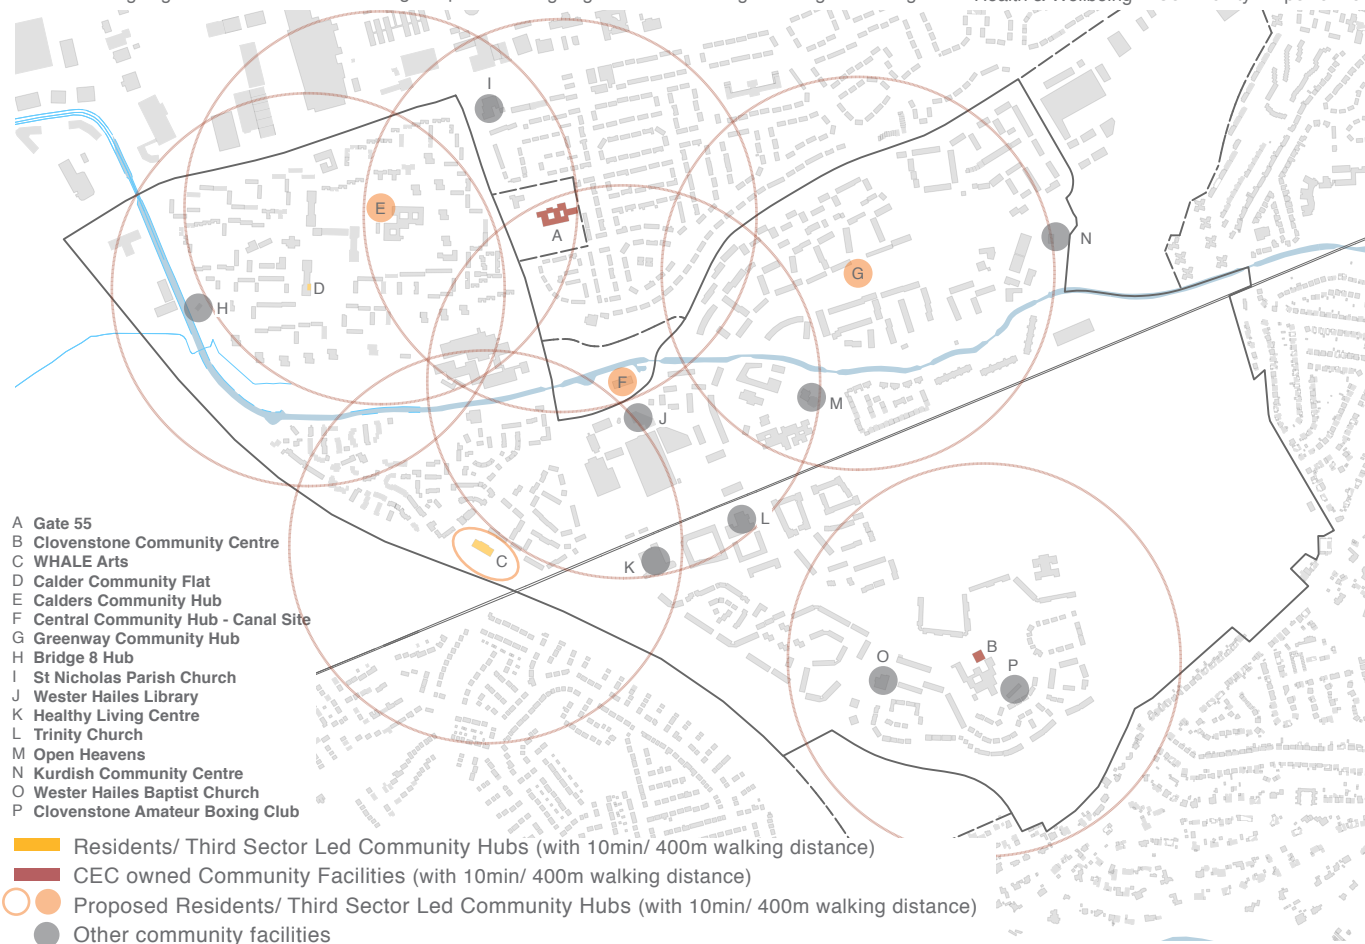 I
E
A
N
G
D
H
F
M
J
L
C
K
B
O
P
A Gate 55
B Clovenstone Community Centre
C WHALE Arts
D Calder Community Flat
E Calders Community Hub
F Central Community Hub - Canal Site
G Greenway Community Hub
H Bridge 8 Hub
I St Nicholas Parish Church
J Wester Hailes Library
K Healthy Living Centre
L Trinity Church
M Open Heavens
N Kurdish Community Centre
O Wester Hailes Baptist Church
P Clovenstone Amateur Boxing Club
Residents/ Third Sector Led Community Hubs (with 10min/ 400m walking distance)
CEC owned Community Facilities (with 10min/ 400m walking distance)
Proposed Residents/ Third Sector Led Community Hubs (with 10min/ 400m walking distance)
Other community facilities